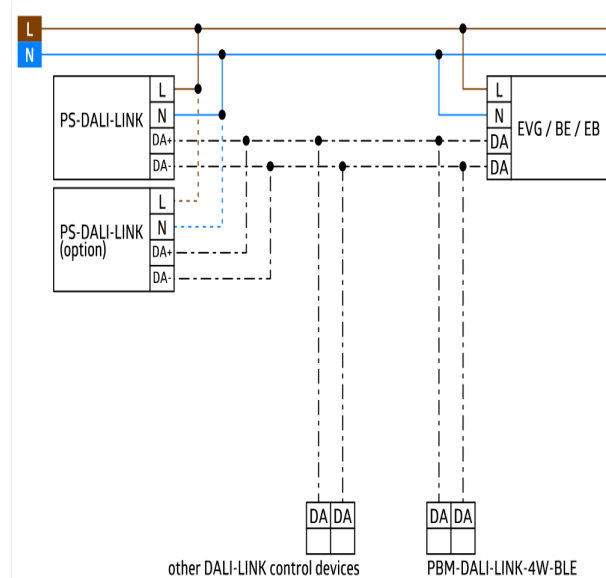 L
N
PS-DALI-LINK
L
N
DA+
DA-
L
N
DA
DA
EVG / BE / EB
PS-DALI-LINK
(option)
L
N
DA+
DA-
DA DA
DA DA
other DALI-LINK control devices
PBM-DALI-LINK-4W-BLE